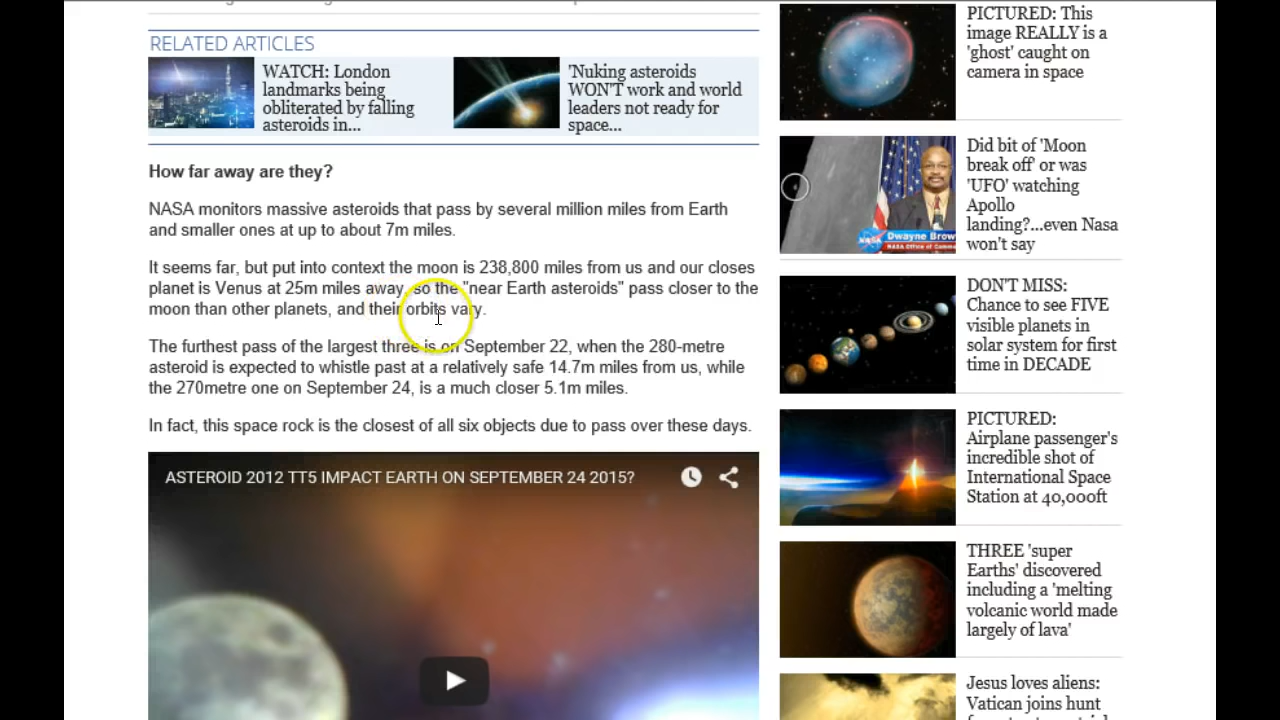 RELATED ARTICLES
WATCH: London
landmarks being
obliterated by falling
asteroids in...
'Nuking asteroids
WON'T work and world
leaders not ready for
space...
How far away are they?
NASA monitors massive asteroids that pass by several million miles from Earth
and smaller ones at up to about 7m miles.
It seems far, but put into context the moon is 238,800 miles from us and our closes
planet is Venus at 25m miles away, so the "near Earth asteroids" pass closer to the
moon than other planets, and their orbits vary.
The furthest pass of the largest three is on September 22, when the 280-metre
asteroid is expected to whistle past at a relatively safe 14.7m miles from us, while
the 270metre one on September 24, is a much closer 5.1m miles.
In fact, this space rock is the closest of all six objects due to pass over these days.
ASTEROID 2012 TT5 IMPACT EARTH ON SEPTEMBER 24 2015?
PICTURED: This
image REALLY is a
'ghost' caught on
camera in space
Did bit of 'Moon
break off' or was
'UFO' watching
Apollo
landing?...even Nasa
won't say
NASA
Dwayne Brow
NASA Office of Commu
DON'T MISS:
Chance to see FIVE
visible planets in
solar system for first
time in DECADE
PICTURED:
Airplane passenger's
incredible shot of
International Space
Station at 40,000ft
THREE 'super
Earths' discovered
including a 'melting
volcanic world made
largely of lava'
Jesus loves aliens:
Vatican joins hunt